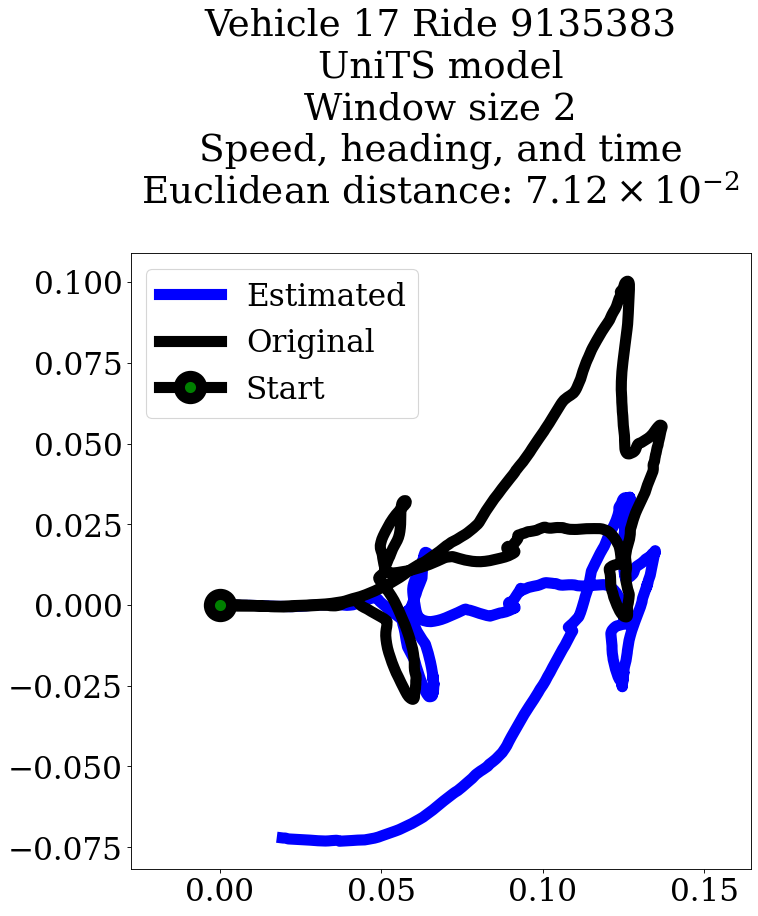 Vehicle 17 Ride 9135383
UniTS model
Window size 2
Speed, heading, and time
Euclidean distance: $7.12 \times 10^{-2}$
Estimated
Original
Start
0.100
0.075
0.050
0.025
0.000
−0.025
−0.050
−0.075
0.00 0.05 0.10 0.15